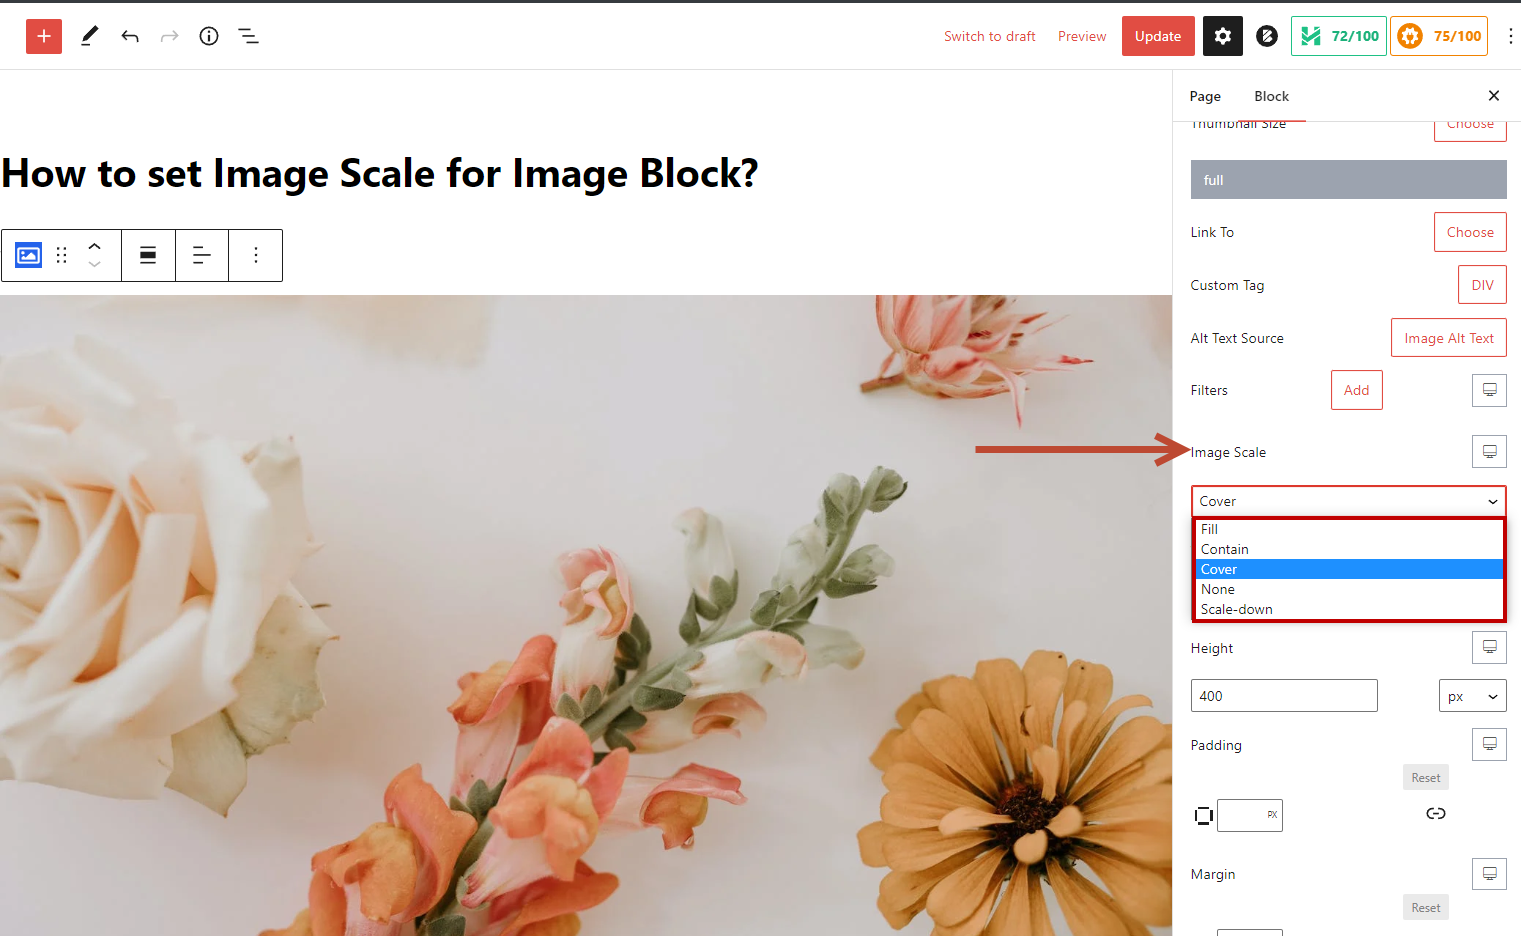 Switch to draft
Preview
Update
72/100
75/100
Page
Block
Thumbnail Size
Choose
How to set Image Scale for Image Block?
full
Link To
Choose
Custom Tag
DIV
Alt Text Source
Image Alt Text
Filters
Add
Image Scale
Cover
Fill
Contain
Cover
None
Scale-down
Height
400
px
Padding
Reset
PX
Margin
Reset